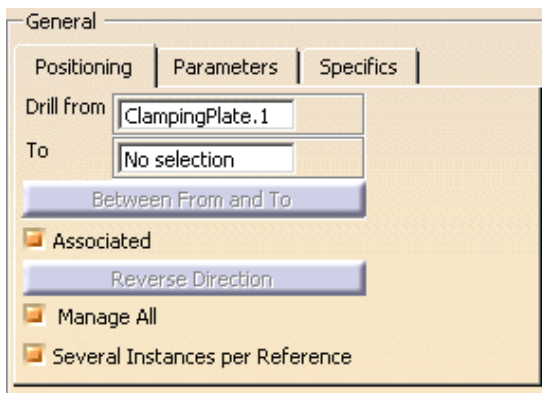 General
Positioning Parameters Specifics
Drill from ClampingPlate.1
To No selection
Between From and To
Associated
Reverse Direction
Manage All
Several Instances per Reference